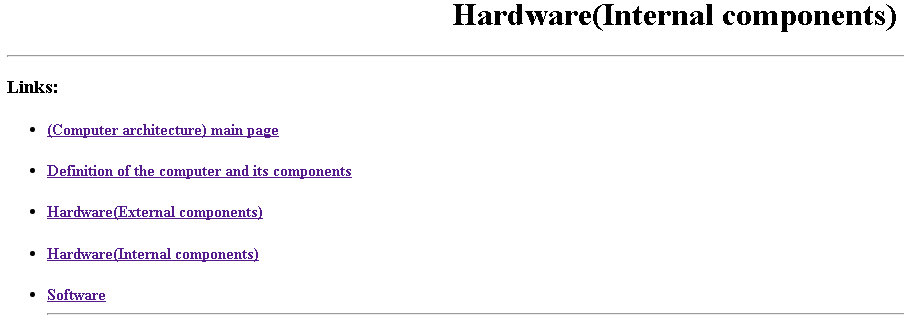 Hardware(Internal components)
Links:
(Computer architecture) main page
Definition of the computer and its components
Hardware(External components)
Hardware(Internal components)
Software